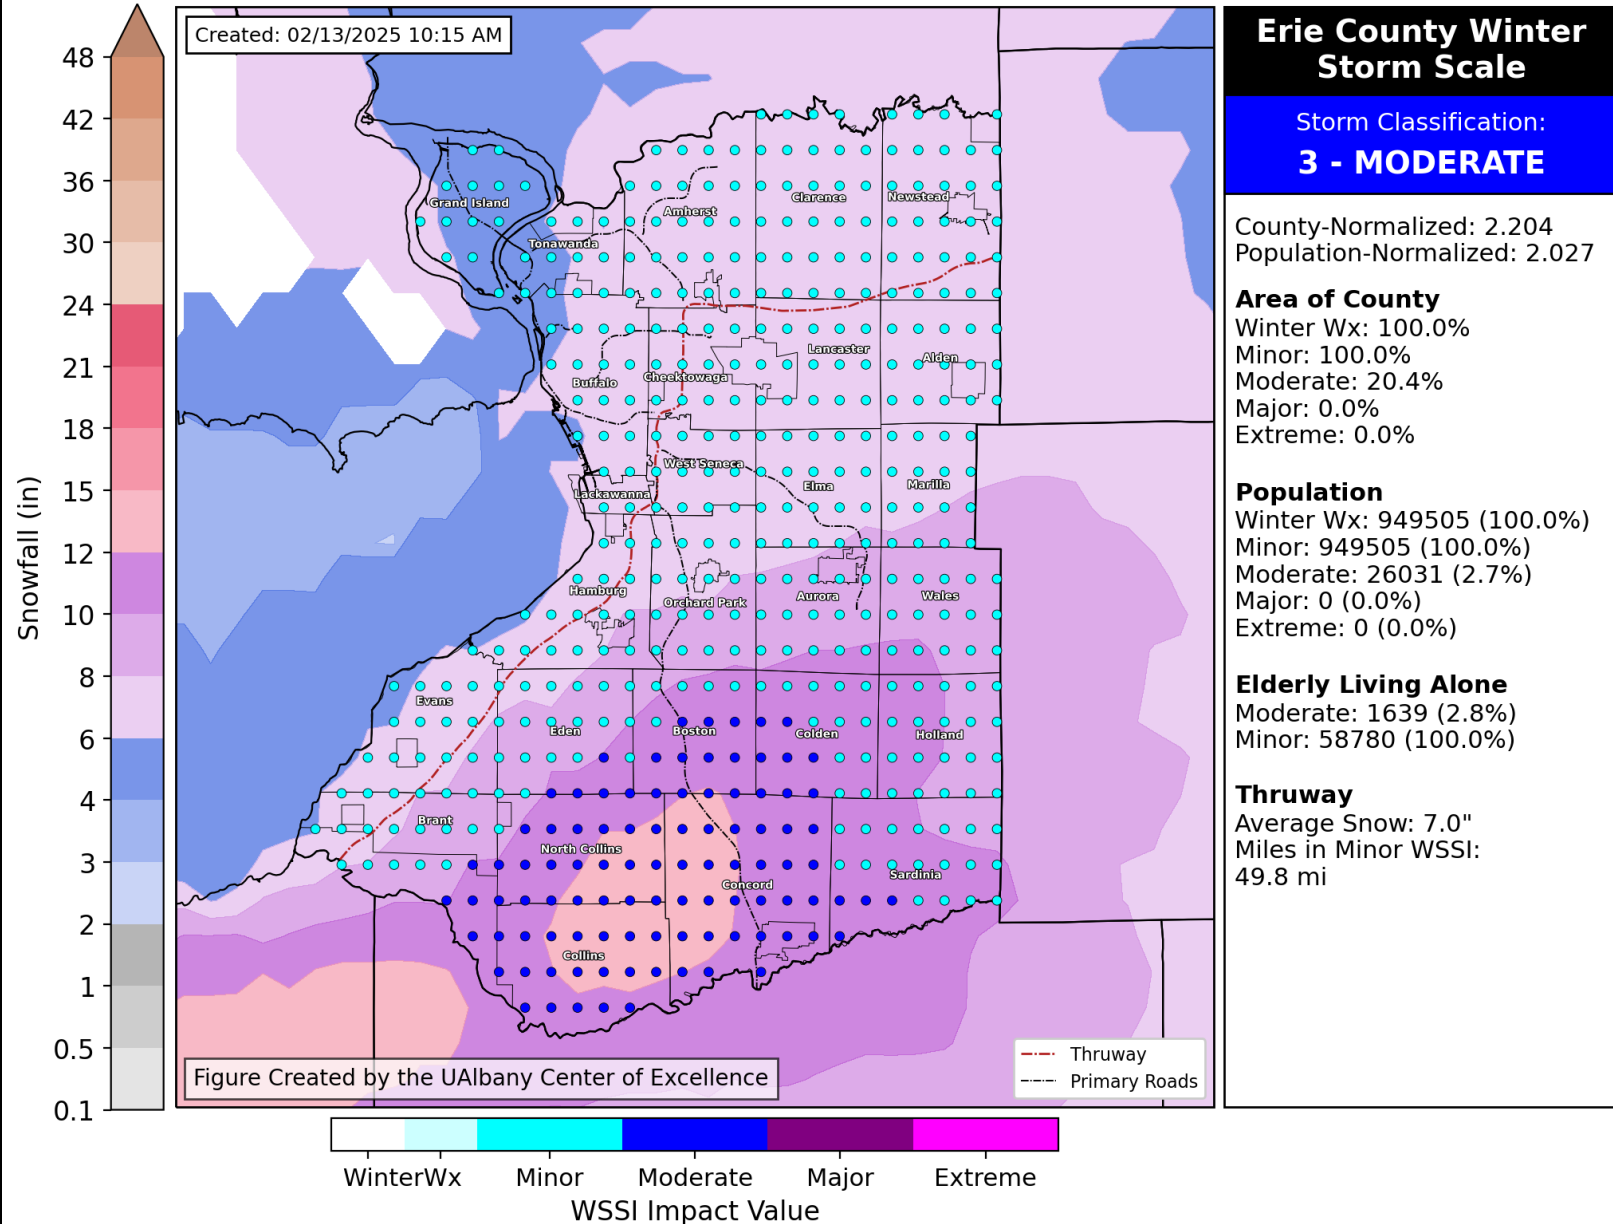 Created: 02/13/2025 10:15 AM
Erie County Winter
Storm Scale
Storm Classification:
3 - MODERATE
County-Normalized: 2.204
Population-Normalized: 2.027
Area of County
Winter Wx: 100.0%
Minor: 100.0%
Moderate: 20.4%
Major: 0.0%
Extreme: 0.0%
Population
Winter Wx: 949505 (100.0%)
Minor: 949505 (100.0%)
Moderate: 26031 (2.7%)
Major: 0 (0.0%)
Extreme: 0 (0.0%)
Elderly Living Alone
Moderate: 1639 (2.8%)
Minor: 58780 (100.0%)
Thruway
Average Snow: 7.0"
Miles in Minor WSSI:
49.8 mi
Snowfall (in)
48
42
36
30
24
21
18
15
12
10
8
6
4
3
2
1
0.5
0.1
Grand Island
Amherst
Clarence
Newstead
Tonawanda
Lancaster
Alden
Buffalo
Cheektowaga
West Seneca
Elma
Marilla
Lackawanna
Hamburg
Orchard Park
Aurora
Wales
Evans
Eden
Boston
Colden
Holland
Brant
North Collins
Concord
Sardinia
Collins
Thruway
Primary Roads
Figure Created by the UAlbany Center of Excellence
WinterWx
Minor
Moderate
Major
Extreme
WSSI Impact Value